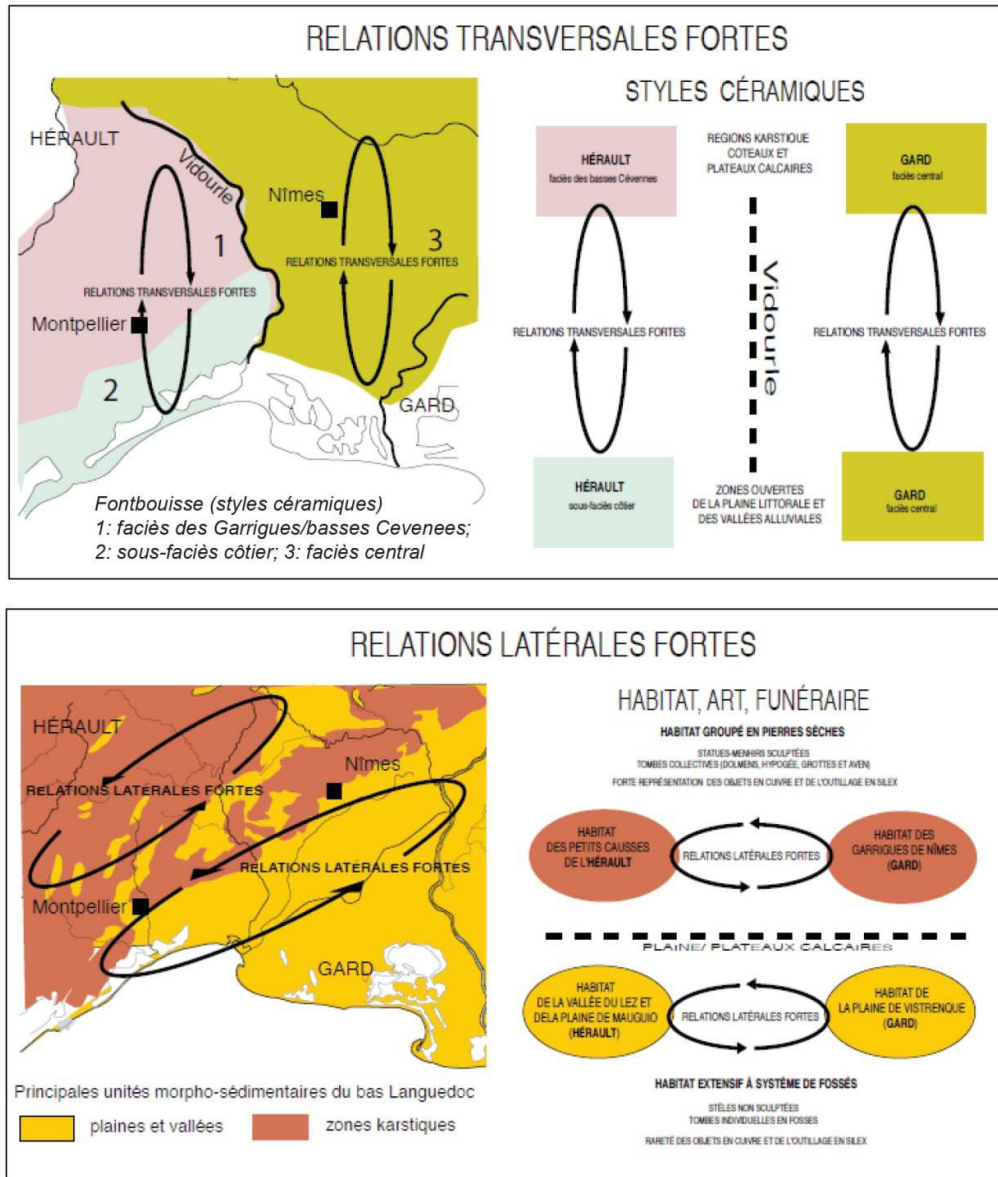 RELATIONS TRANSVERSALES FORTES
HÉRAULT
Vidourle
Nîmes
1
3
RELATIONS TRANSVERSALES FORTES
RELATIONS TRANSVERSALES FORTES
Montpellier
2
GARD
Fontbouisse (styles céramiques)
1: faciès des Garrigues/basses Cevenees;
2: sous-faciès côtier; 3: faciès central
STYLES CÉRAMIQUES
HÉRAULT
faciès des basses Cévennes
REGIONS KARSTIQUE
COTEAUX ET
PLATEAUX CALCAIRES
GARD
faciès central
Vidourle
RELATIONS TRANSVERSALES FORTES
RELATIONS TRANSVERSALES FORTES
HÉRAULT
sous-faciès côtier
ZONES OUVERTES
DE LA PLAINE LITTORALE ET
DES VALLÉES ALLUVIALES
GARD
faciès central
RELATIONS LATÉRALES FORTES
HÉRAULT
Nîmes
RELATIONS LATÉRALES FORTES
RELATIONS LATÉRALES FORTES
Montpellier
GARD
Principales unités morpho-sédimentaires du bas Languedoc
plaines et vallées
zones karstiques
HABITAT, ART, FUNÉRAIRE
HABITAT GROUPÉ EN PIERRES SÈCHES
STATUES-MENHIRS SCULPTÉES
TOMBES COLLECTIVES (DOLMENS, HYPOGÉE, GROTTES ET AVEN)
FORTE REPRÉSENTATION DES OBJETS EN CUIVRE ET DE L'OUTILLAGE EN SILEX
HABITAT
DES PETITS CAUSSES
DE L'HÉRAULT
RELATIONS LATÉRALES FORTES
HABITAT DES
GARRIGUES DE NÎMES
(GARD)
PLAINE/ PLATEAUX CALCAIRES
HABITAT
DE LA VALLÉE DU LEZ ET
DELA PLAINE DE MAUGUIO
(HÉRAULT)
RELATIONS LATÉRALES FORTES
HABITAT DE
LA PLAINE DE VISTRENQUE
(GARD)
HABITAT EXTENSIF À SYSTÈME DE FOSSÉS
STÈLES NON SCULPTÉES
TOMBES INDIVIDUELLES EN FOSSES
RARETÉ DES OBJETS EN CUIVRE ET DE L'OUTILLAGE EN SILEX